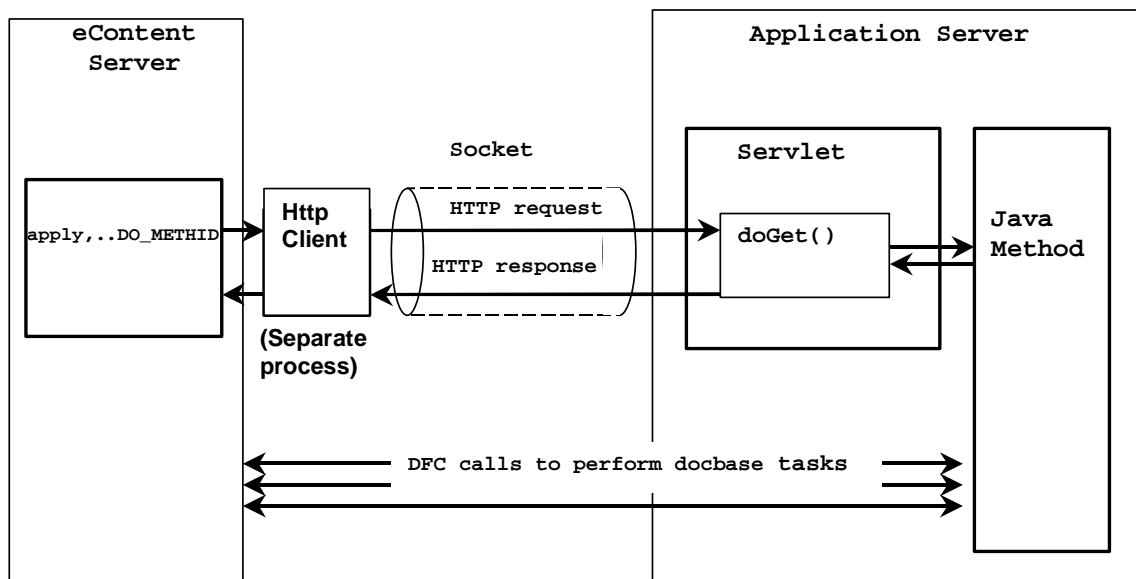 eContent
Server
Application Server
Socket
Servlet
apply,..DO_METHID
Http
Client
HTTP request
HTTP response
doGet()
Java
Method
(Separate
process)
DFC calls to perform docbase tasks